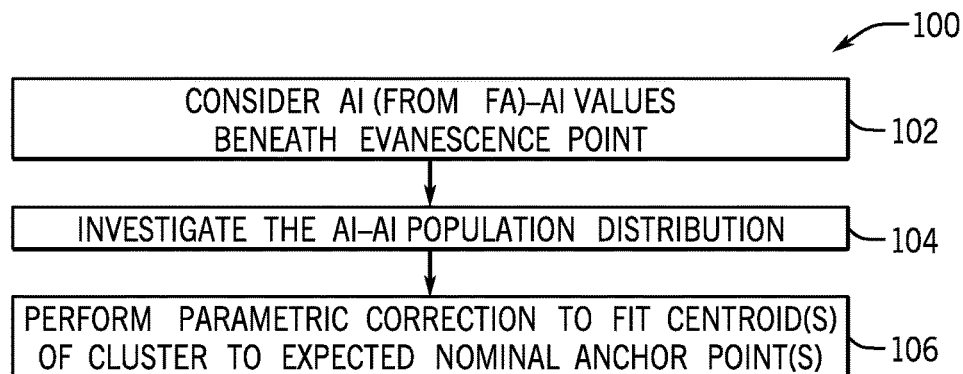 100
CONSIDER AI (FROM FA)–AI VALUES
BENEATH EVANESCENCE POINT
102
INVESTIGATE THE AI–AI POPULATION DISTRIBUTION
104
PERFORM PARAMETRIC CORRECTION TO FIT CENTROID(S)
OF CLUSTER TO EXPECTED NOMINAL ANCHOR POINT(S)
106